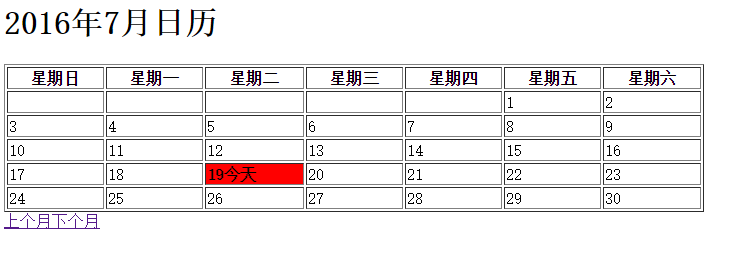 2016年7月日历
星期日 星期一 星期二 星期三 星期四 星期五 星期六
1 2
3 4 5 6 7 8 9
10 11 12 13 14 15 16
17 18 19今天 20 21 22 23
24 25 26 27 28 29 30
上个月下个月